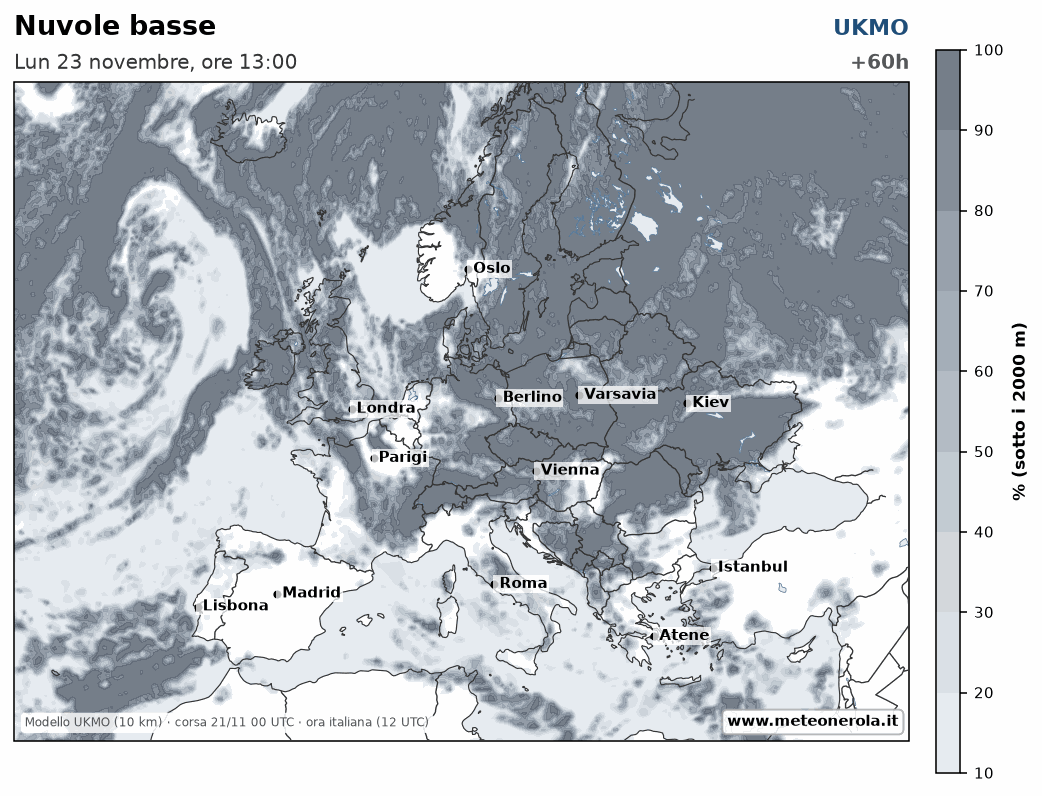 Nuvole basse
UKMO
Lun 23 novembre, ore 13:00
+60h
100
90
80
70
60
50
40
30
20
10
% (sotto i 2000 m)
Oslo
Berlino
Varsavia
Kiev
Londra
Parigi
Vienna
Istanbul
Roma
Madrid
Lisbona
Atene
Modello UKMO (10 km) · corsa 21/11 00 UTC · ora italiana (12 UTC)
www.meteonerola.it